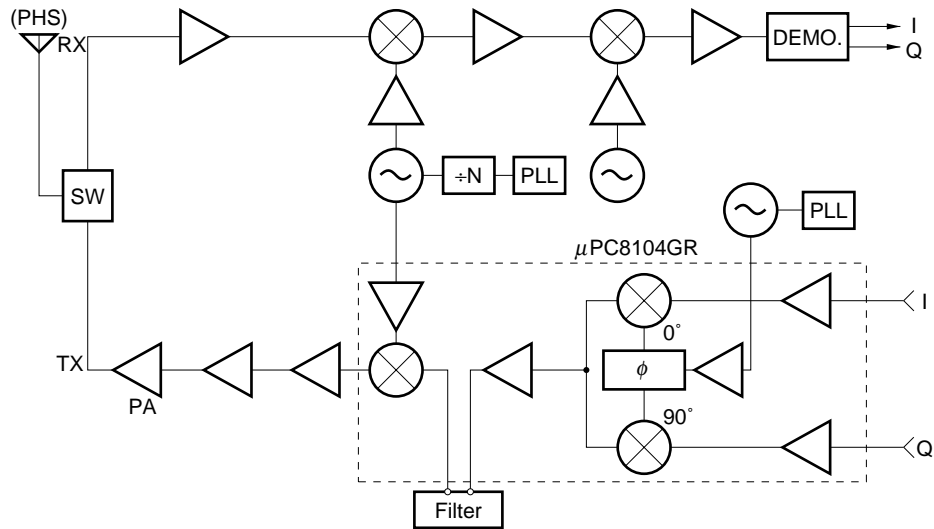 (PHS)
RX
DEMO.
I
Q
SW
÷N
PLL
PLL
μPC8104GR
I
0°
TX
φ
PA
90°
Q
Filter